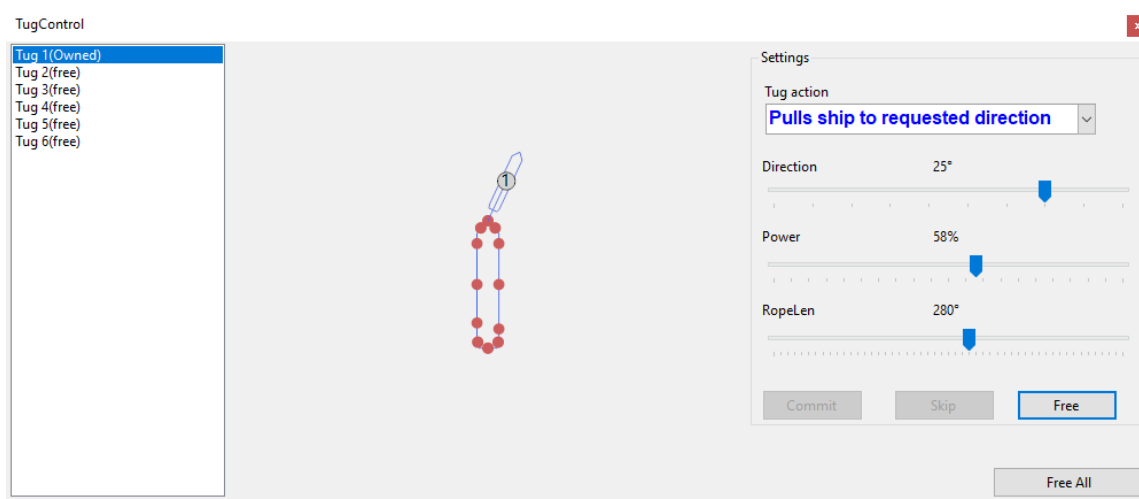 TugControl
x
Tug 1(Owned)
Tug 2(free)
Tug 3(free)
Tug 4(free)
Tug 5(free)
Tug 6(free)
1
Settings
Tug action
Pulls ship to requested direction
Direction 25°
Power 58%
RopeLen 280°
Commit Skip Free
Free All